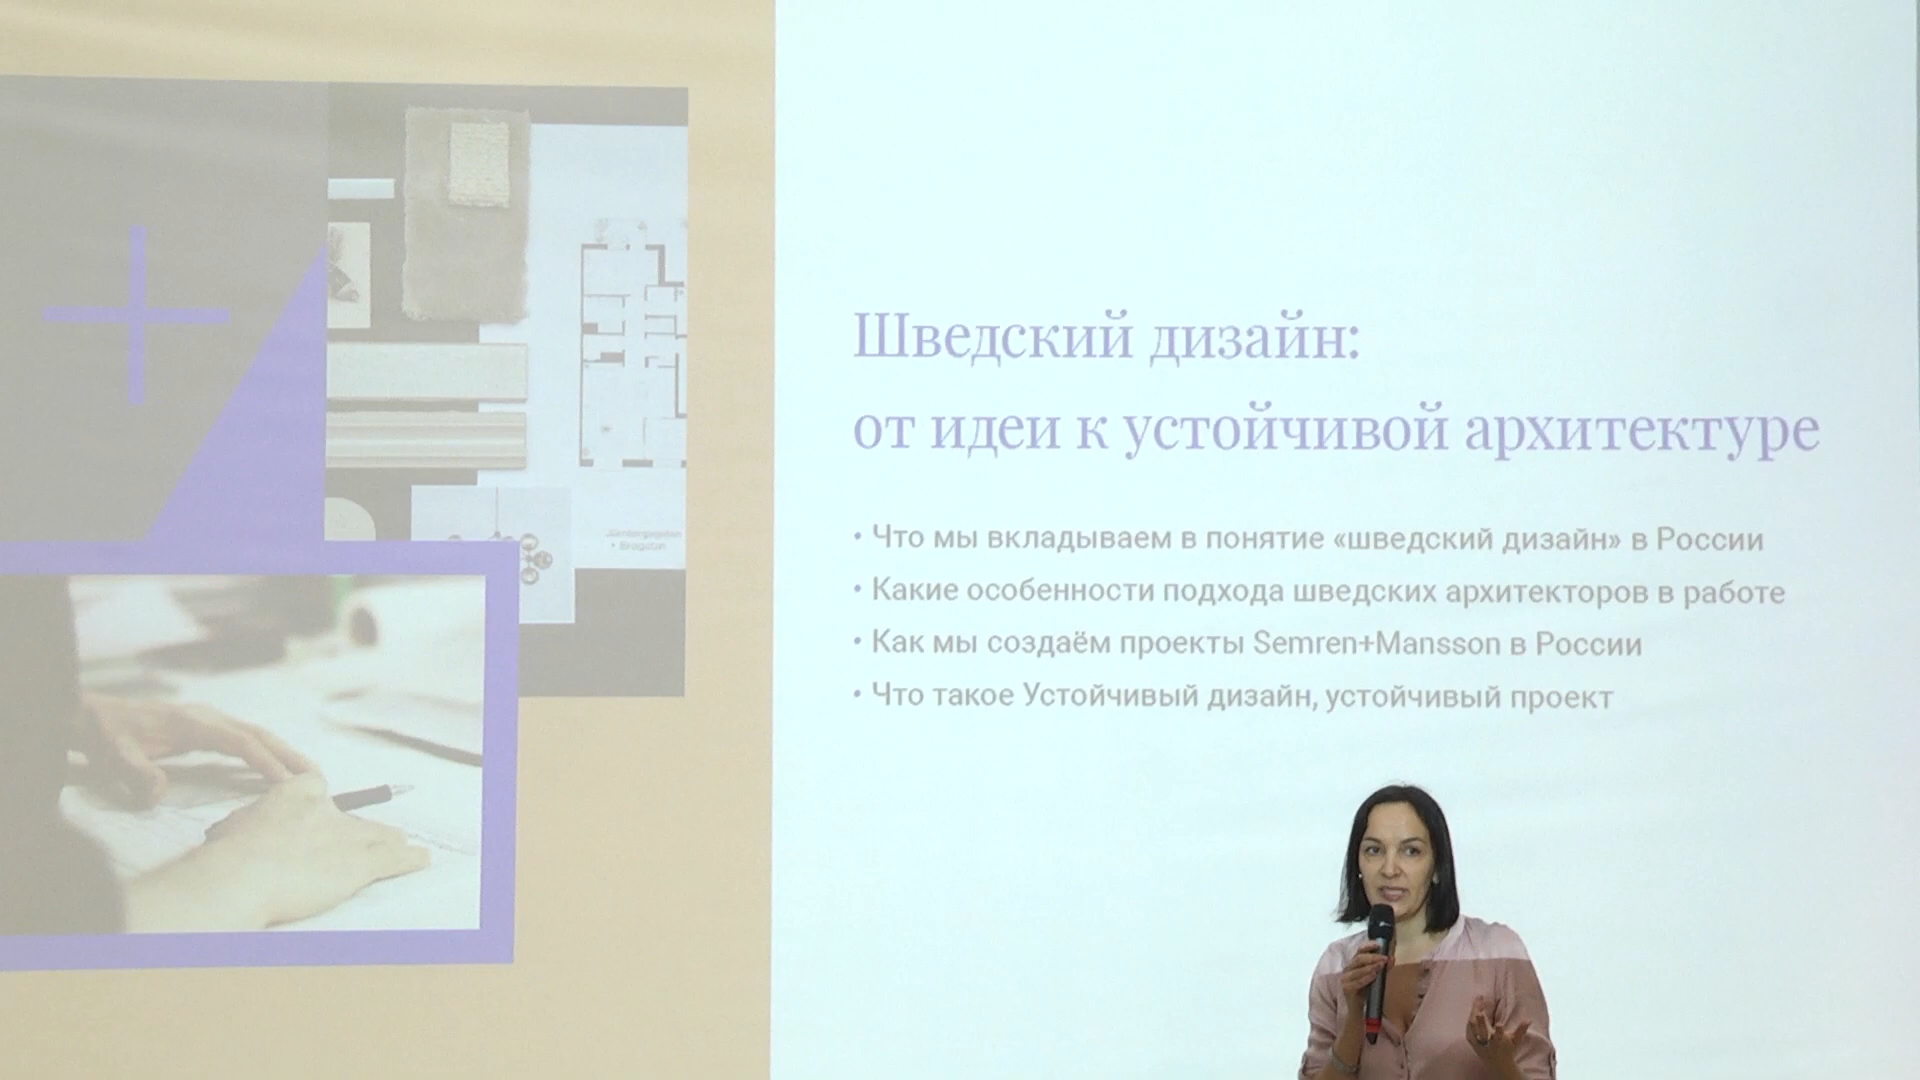 Шведский дизайн:
от идеи к устойчивой архитектуре
• Что мы вкладываем в понятие «шведский дизайн» в России
• Какие особенности подхода шведских архитекторов в работе
• Как мы создаём проекты Semren+Mansson в России
• Что такое Устойчивый дизайн, устойчивый проект